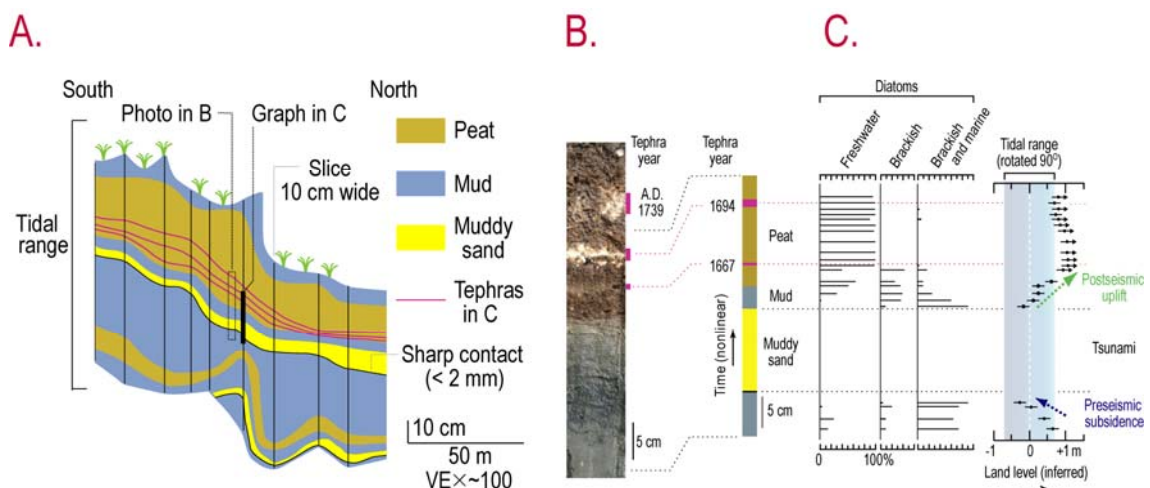 A.
B.
C.
South
North
Photo in B
Graph in C
Tidal
range
Slice
10 cm wide
Peat
Mud
Muddy
sand
Tephras
in C
Sharp contact
(< 2 mm)
10 cm
50 m
VE×~100
Tephra
year
A.D.
1739
5 cm
Tephra
year
1694
1667
Peat
Mud
Muddy
sand
Time (nonlinear)
5 cm
Diatoms
Freshwater
Brackish
Brackish
and marine
0
100%
Tidal range
(rotated 90º)
Postseismic
uplift
Tsunami
Preseismic
subsidence
-1
0
+1 m
Land level (inferred)